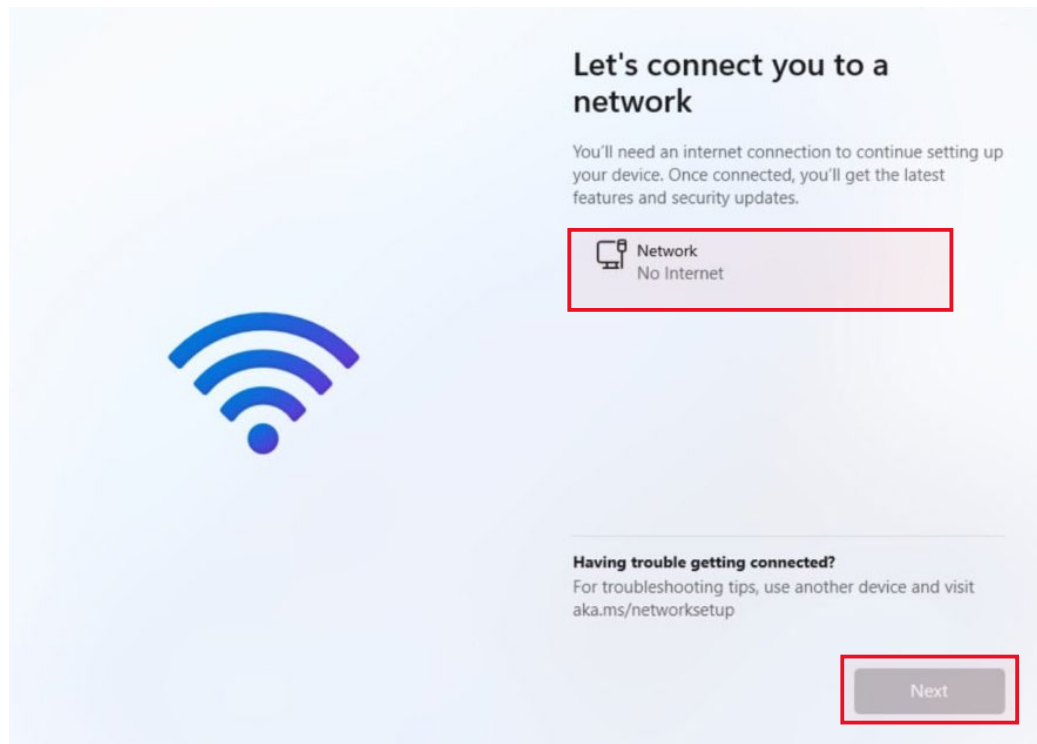 Let's connect you to a
network
You'll need an internet connection to continue setting up
your device. Once connected, you'll get the latest
features and security updates.
Network
No Internet
Having trouble getting connected?
For troubleshooting tips, use another device and visit
aka.ms/networksetup
Next